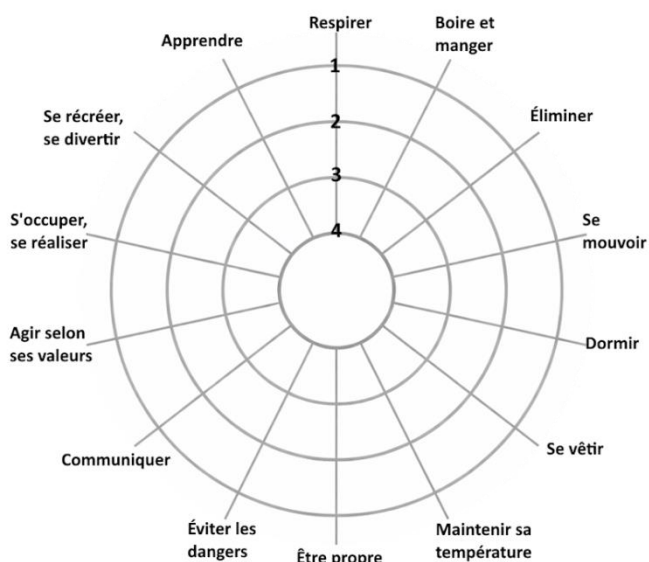 Respirer
Boire et
manger
Éliminer
Se
mouvoir
Dormir
Se vêtir
Maintenir sa
température
Être propre
Éviter les
dangers
Communiquer
Agir selon
ses valeurs
S'occuper,
se réaliser
Se récréer,
se divertir
Apprendre
1
2
3
4